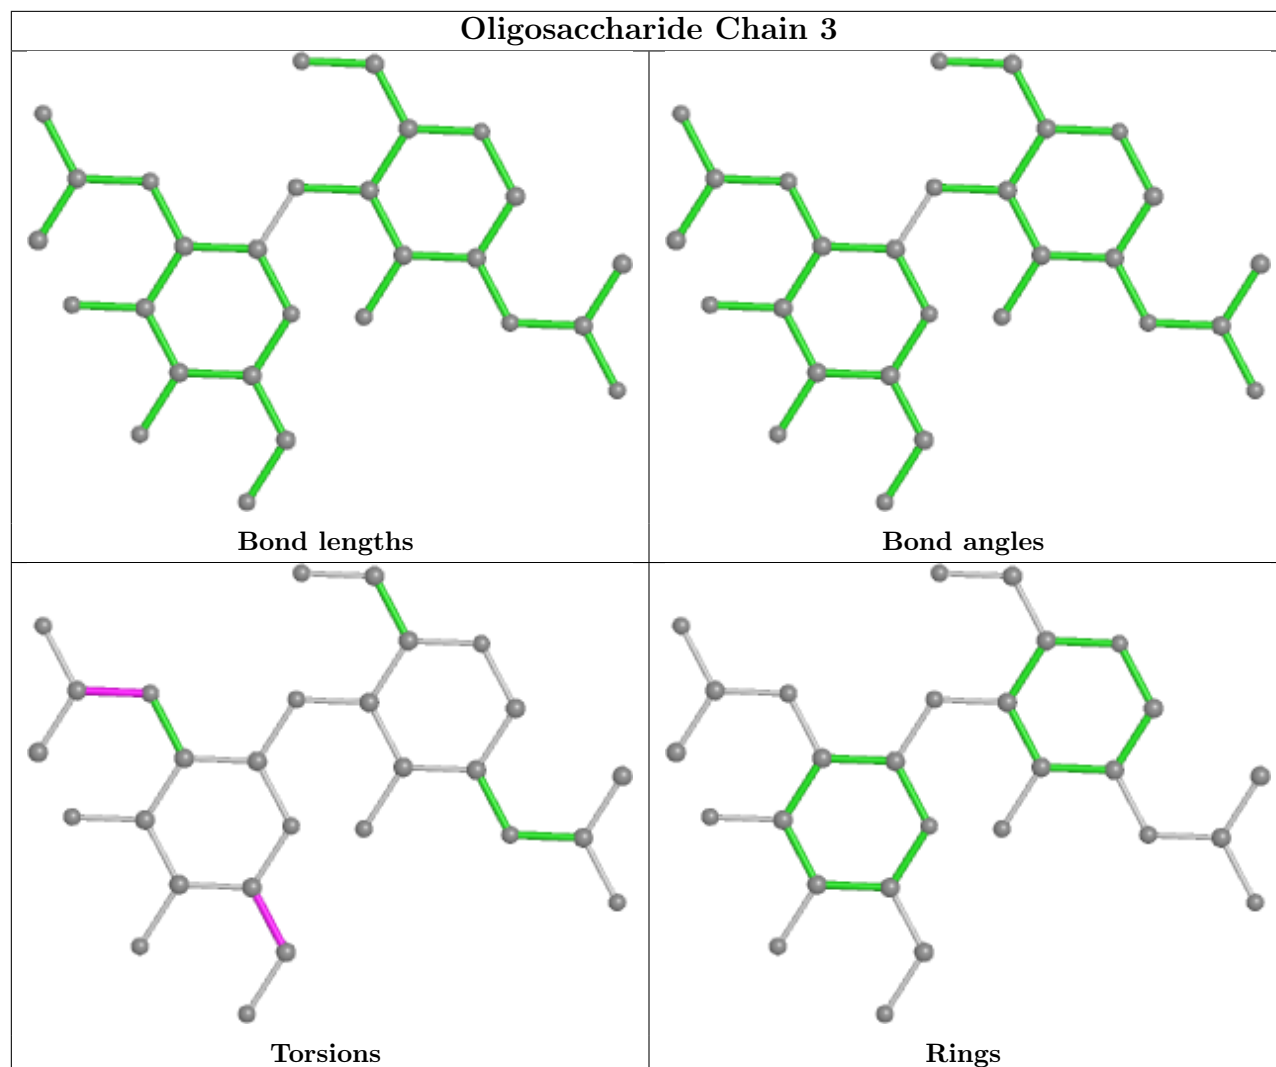 Oligosaccharide Chain 3
Bond lengths
Bond angles
Torsions
Rings